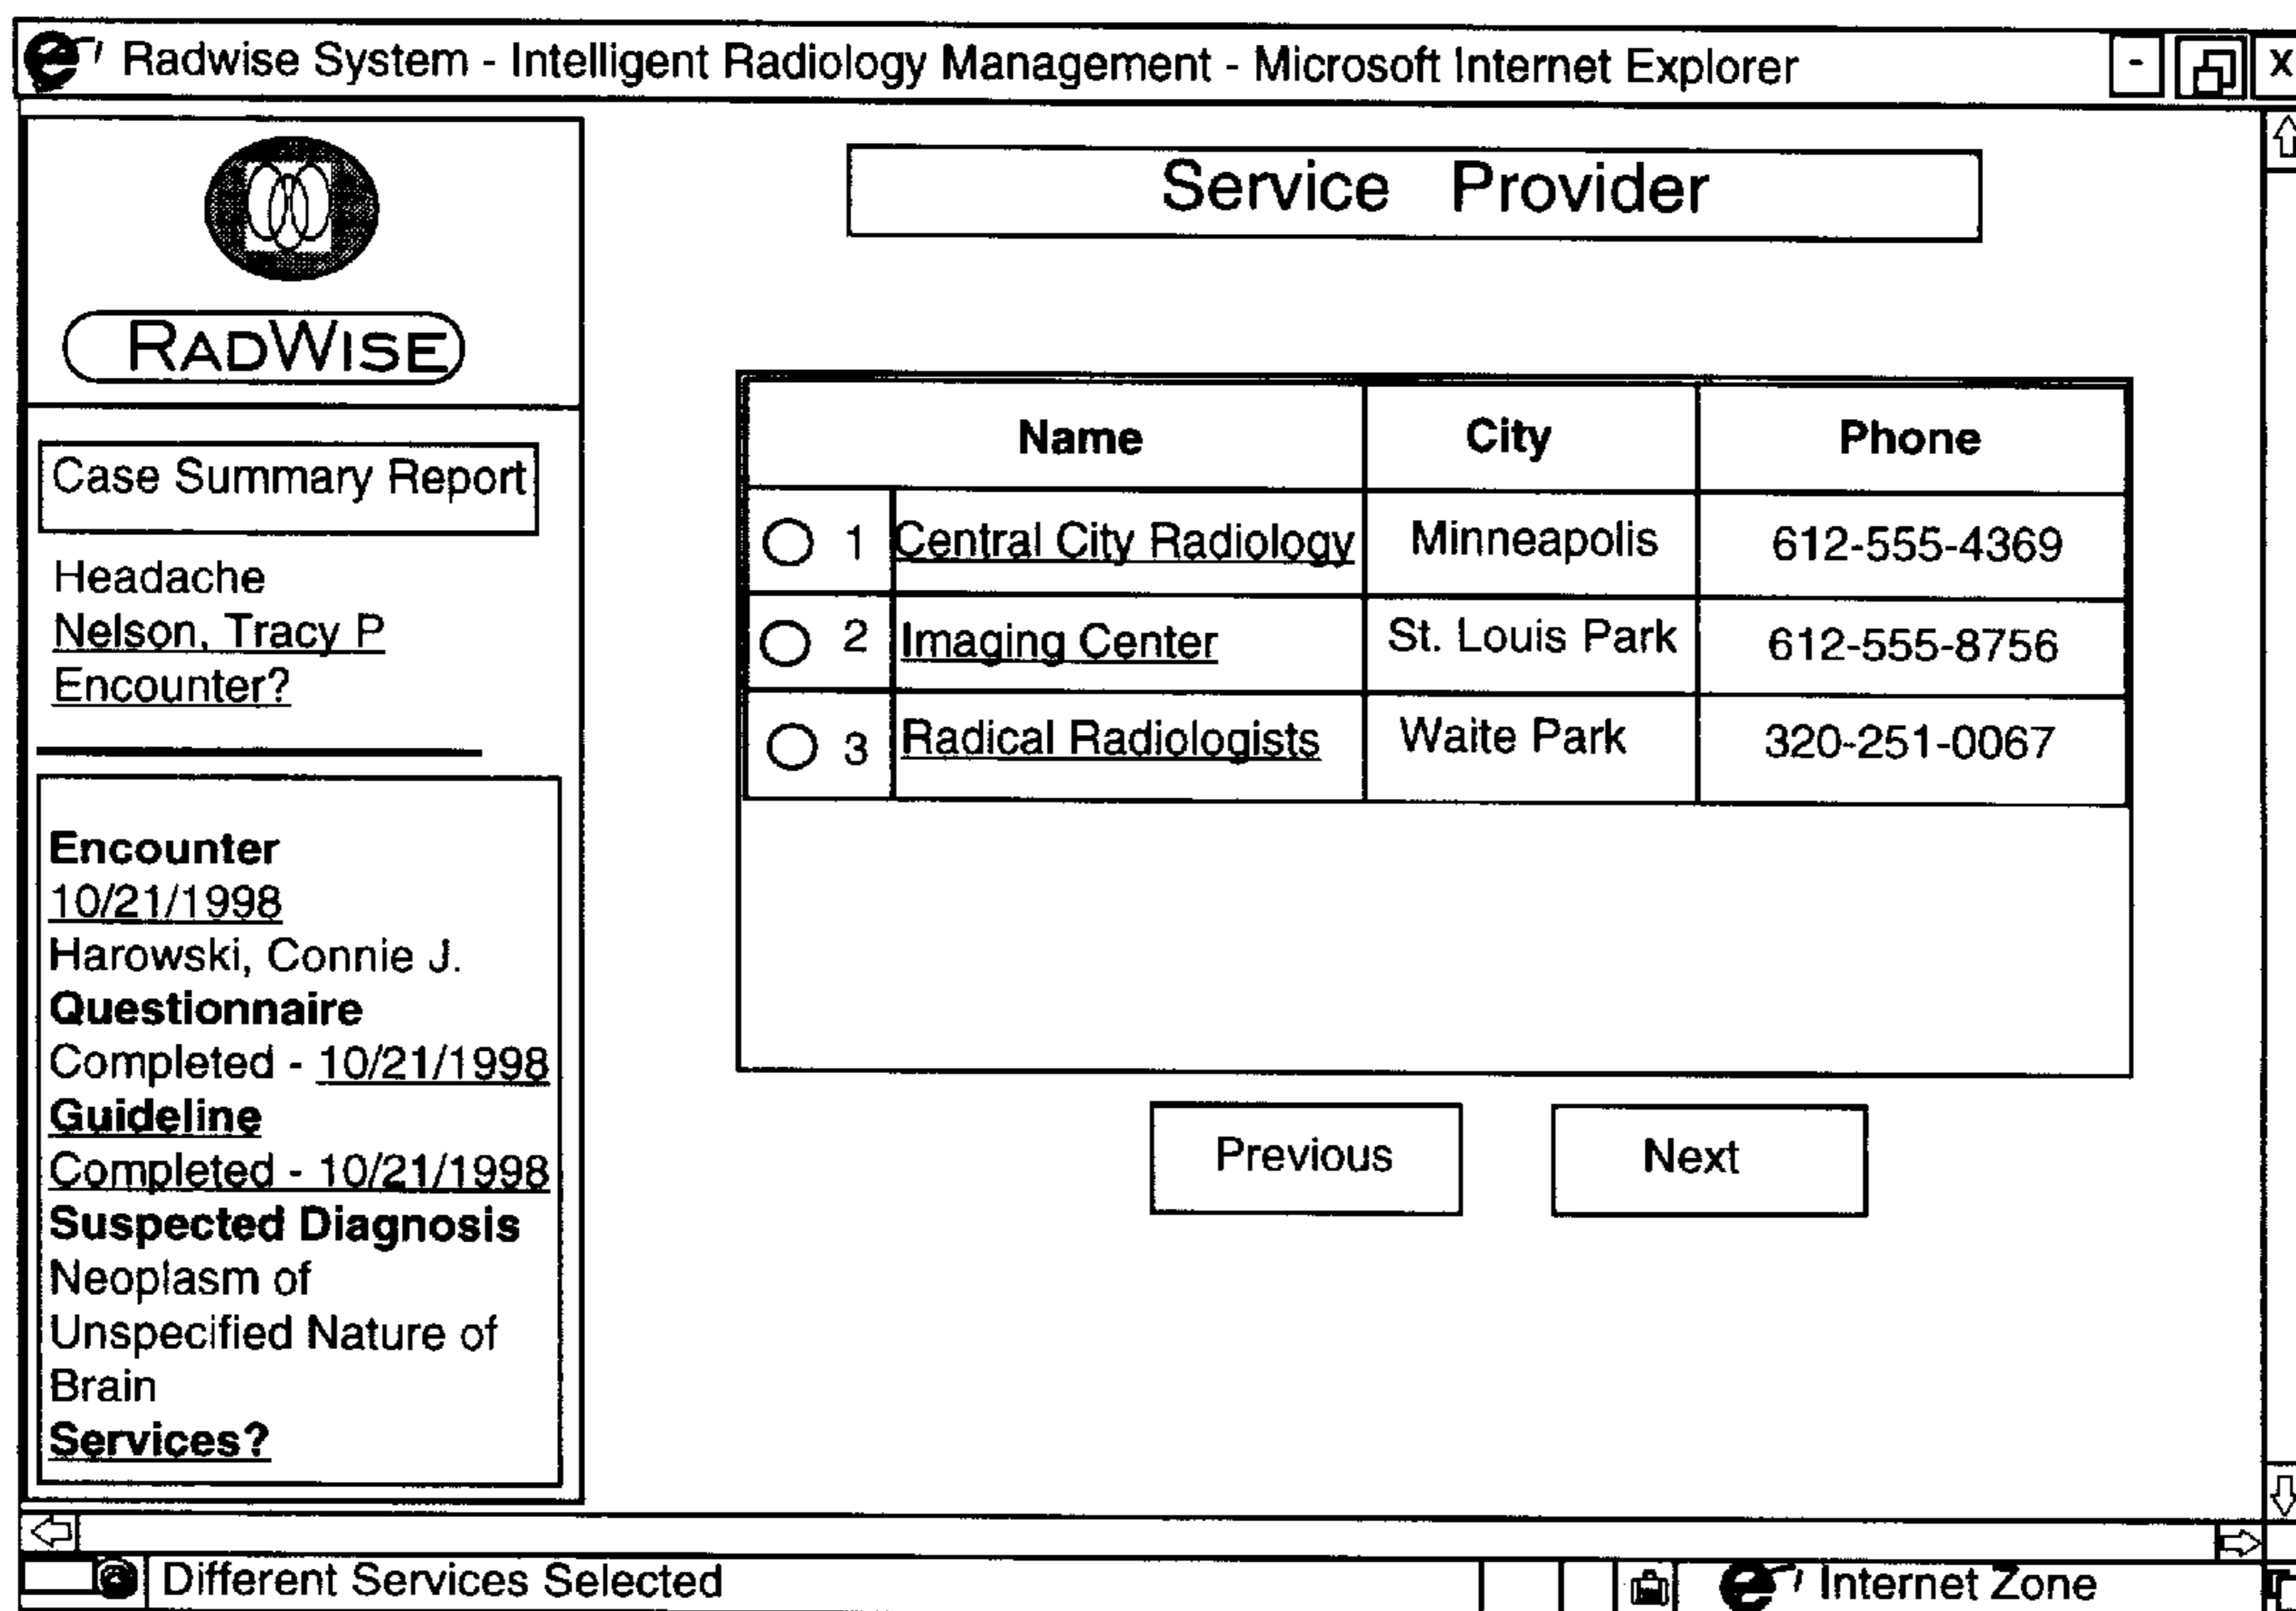 Radwise System - Intelligent Radiology Management - Microsoft Internet Explorer
- X
RADWISE
Case Summary Report
Headache
Nelson, Tracy P
Encounter?
Encounter
10/21/1998
Harowski, Connie J.
Questionnaire
Completed - 10/21/1998
Guideline
Completed - 10/21/1998
Suspected Diagnosis
Neoplasm of
Unspecified Nature of
Brain
Services?
Service Provider
Name City Phone
1 Central City Radiology Minneapolis 612-555-4369
2 Imaging Center St. Louis Park 612-555-8756
3 Radical Radiologists Waite Park 320-251-0067
Previous Next
Different Services Selected Internet Zone